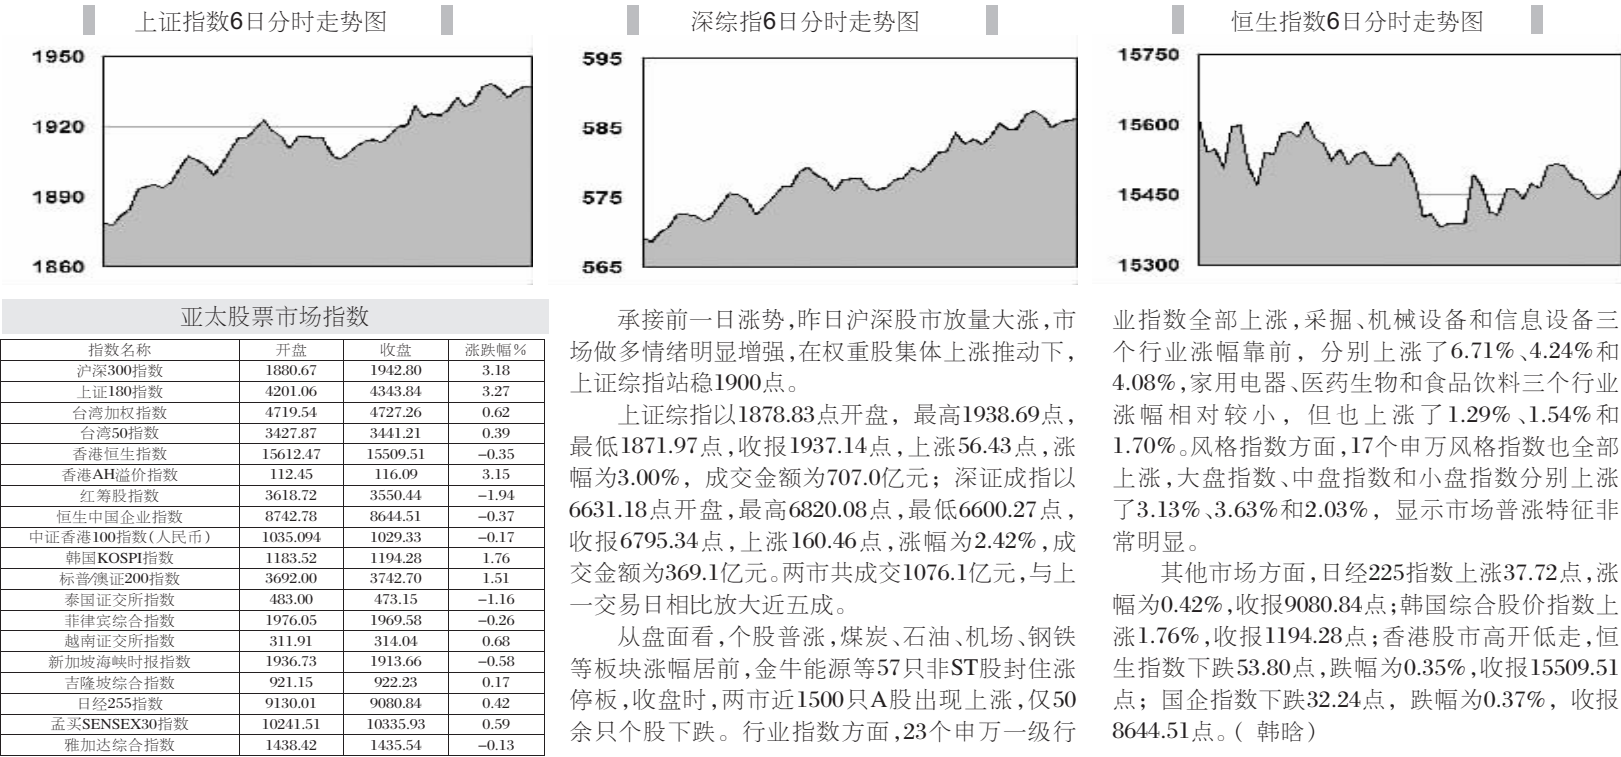 上证指数6日分时走势图
1950
1920
1890
1860
深综指6日分时走势图
595
585
575
565
恒生指数6日分时走势图
15750
15600
15450
15300
亚太股票市场指数
指数名称 开盘 收盘 涨跌幅%
沪深300指数 1880.67 1942.80 3.18
上证180指数 4201.06 4343.84 3.27
台湾加权指数 4719.54 4727.26 0.62
台湾50指数 3427.87 3441.21 0.39
香港恒生指数 15612.47 15509.51 -0.35
香港AH溢价指数 112.45 116.09 3.15
红筹股指数 3618.72 3550.44 -1.94
恒生中国企业指数 8742.78 8644.51 -0.37
中证香港100指数(人民币) 1035.094 1029.33 -0.17
韩国KOSPI指数 1183.52 1194.28 1.76
标普/澳证200指数 3692.00 3742.70 1.51
泰国证交所指数 483.00 473.15 -1.16
菲律宾综合指数 1976.05 1969.58 -0.26
越南证交所指数 311.91 314.04 0.68
新加坡海峡时报指数 1936.73 1913.66 -0.58
吉隆坡综合指数 921.15 922.23 0.17
日经255指数 9130.01 9080.84 0.42
孟买SENSEX30指数 10241.51 10335.93 0.59
雅加达综合指数 1438.42 1435.54 -0.13
承接前一日涨势,昨日沪深股市放量大涨,市
场做多情绪明显增强,在权重股集体上涨推动下,
上证综指站稳1900点。
上证综指以1878.83点开盘，最高1938.69点,
最低1871.97点,收报1937.14点,上涨56.43点,涨
幅为3.00%，成交金额为707.0亿元；深证成指以
6631.18点开盘,最高6820.08点,最低6600.27点,
收报6795.34点,上涨160.46点,涨幅为2.42%,成
交金额为369.1亿元。两市共成交1076.1亿元,与上
一交易日相比放大近五成。
从盘面看,个股普涨,煤炭、石油、机场、钢铁
等板块涨幅居前,金牛能源等57只非ST股封住涨
停板,收盘时,两市近1500只A股出现上涨,仅50
余只个股下跌。行业指数方面,23个申万一级行
业指数全部上涨,采掘、机械设备和信息设备三
个行业涨幅靠前，分别上涨了6.71%、4.24%和
4.08%,家用电器、医药生物和食品饮料三个行业
涨幅相对较小，但也上涨了1.29%、1.54%和
1.70%。风格指数方面,17个申万风格指数也全部
上涨,大盘指数、中盘指数和小盘指数分别上涨
了3.13%、3.63%和2.03%，显示市场普涨特征非
常明显。
其他市场方面,日经225指数上涨37.72点,涨
幅为0.42%,收报9080.84点;韩国综合股价指数上
涨1.76%,收报1194.28点;香港股市高开低走,恒
生指数下跌53.80点,跌幅为0.35%,收报15509.51
点；国企指数下跌32.24点，跌幅为0.37%，收报
8644.51点。( 韩晗)